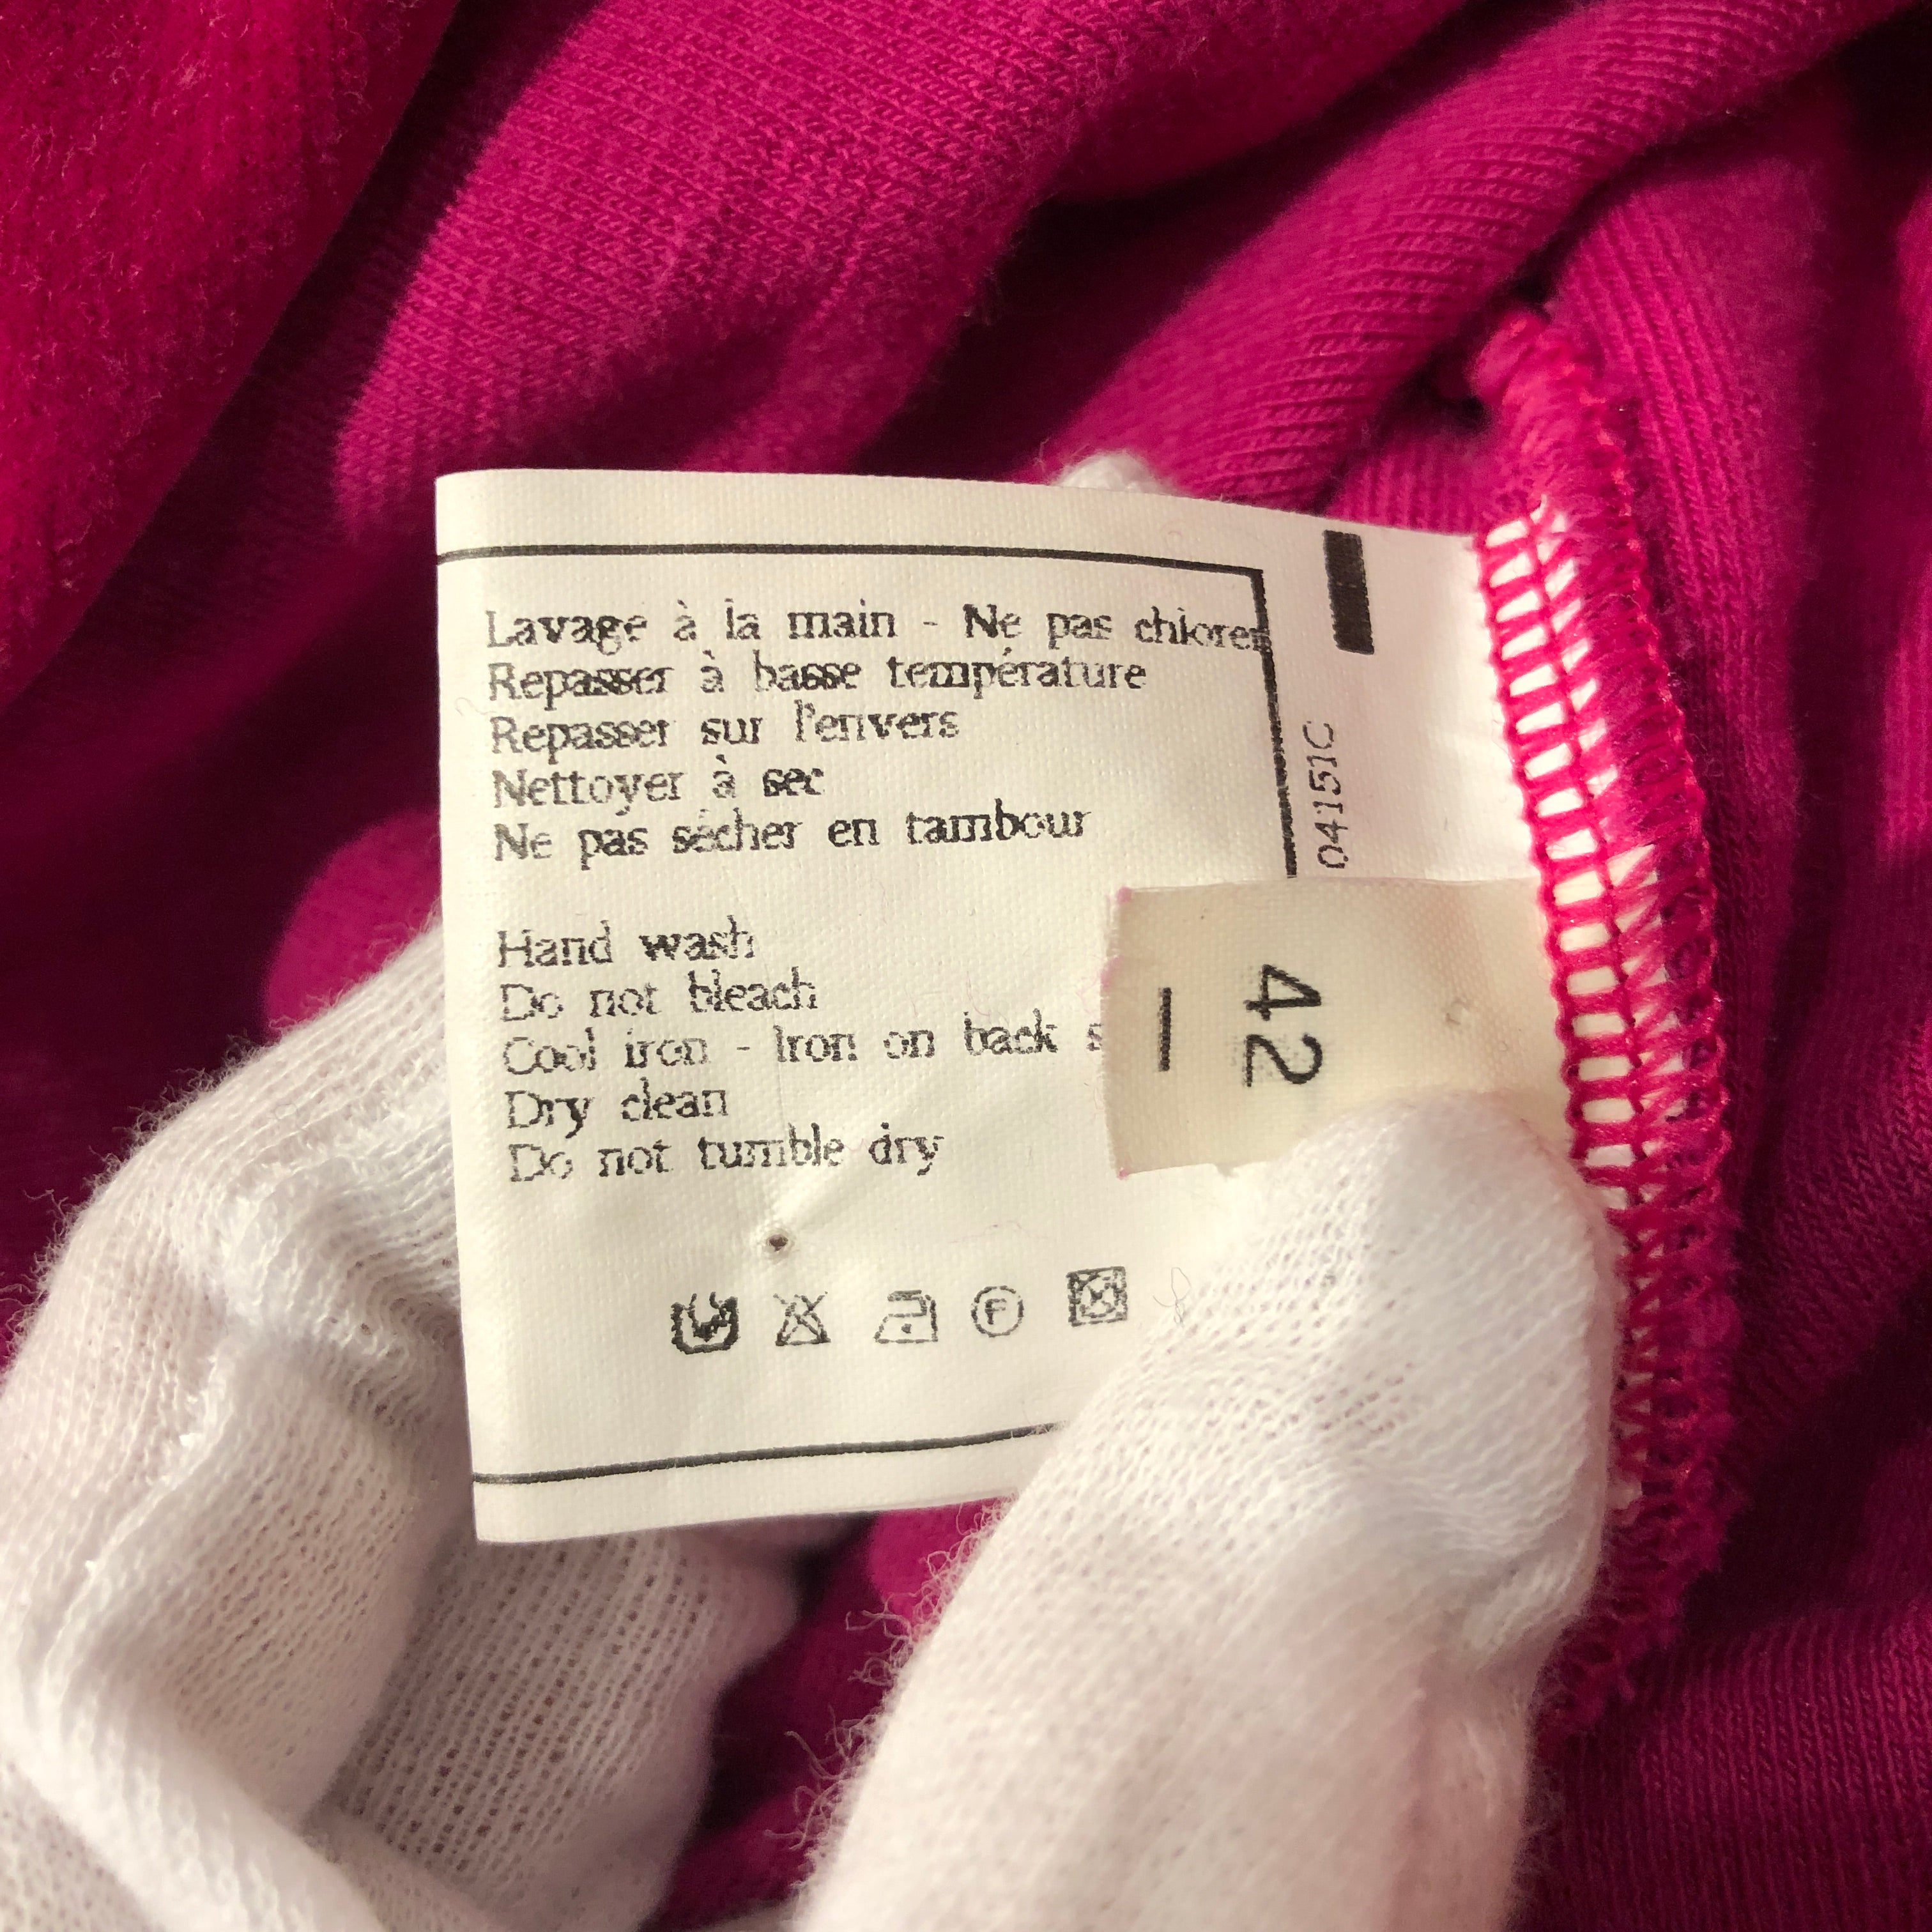 Lavage à la main - Ne pas chlorer
Repasser à basse température
Repasser sur l'envers
Nettoyer à sec
Ne pas sécher en tambour
Hand wash
Do not bleach
Cool iron - Iron on back s
Dry clean
Do not tumble dry
F
04151C
42